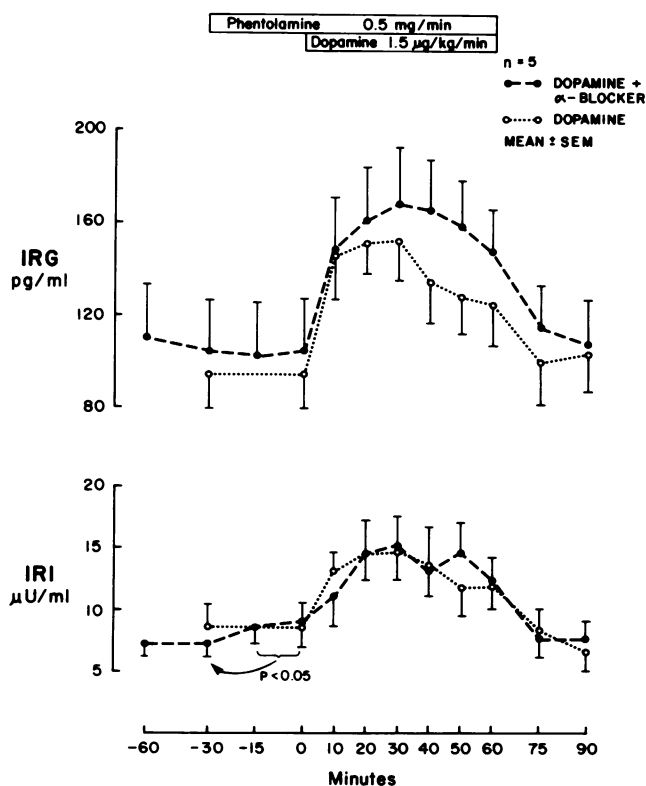 Phentolamine 0.5 mg/min
Dopamine 1.5 µg/kg/min
n = 5
DOPAMINE +
α-BLOCKER
DOPAMINE
MEAN ± SEM
200
160
IRG
pg/ml
120
80
20
15
IRI
µU/ml
10
5
P<0.05
-60 -30 -15 0 10 20 30 40 50 60 75 90
Minutes